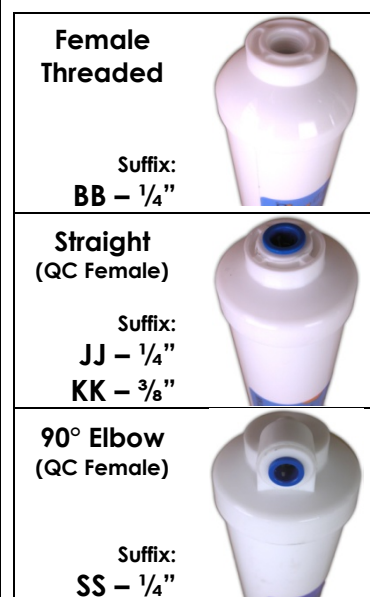 Female
Threaded
Suffix:
BB – ¼”
Straight
(QC Female)
Suffix:
JJ – ¼”
KK – ⅜”
90° Elbow
(QC Female)
Suffix:
SS – ¼”